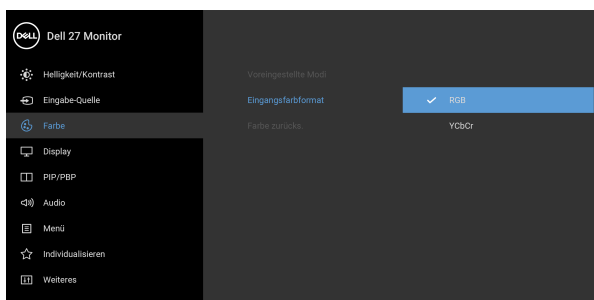 DELL
Dell 27 Monitor
Helligkeit/Kontrast
Eingabe-Quelle
Farbe
Display
PIP/PBP
Audio
Menü
Individualisieren
Weiteres
Voreingestellte Modi
Eingangsfarbformat
Farbe zurücks.
RGB
YCbCr